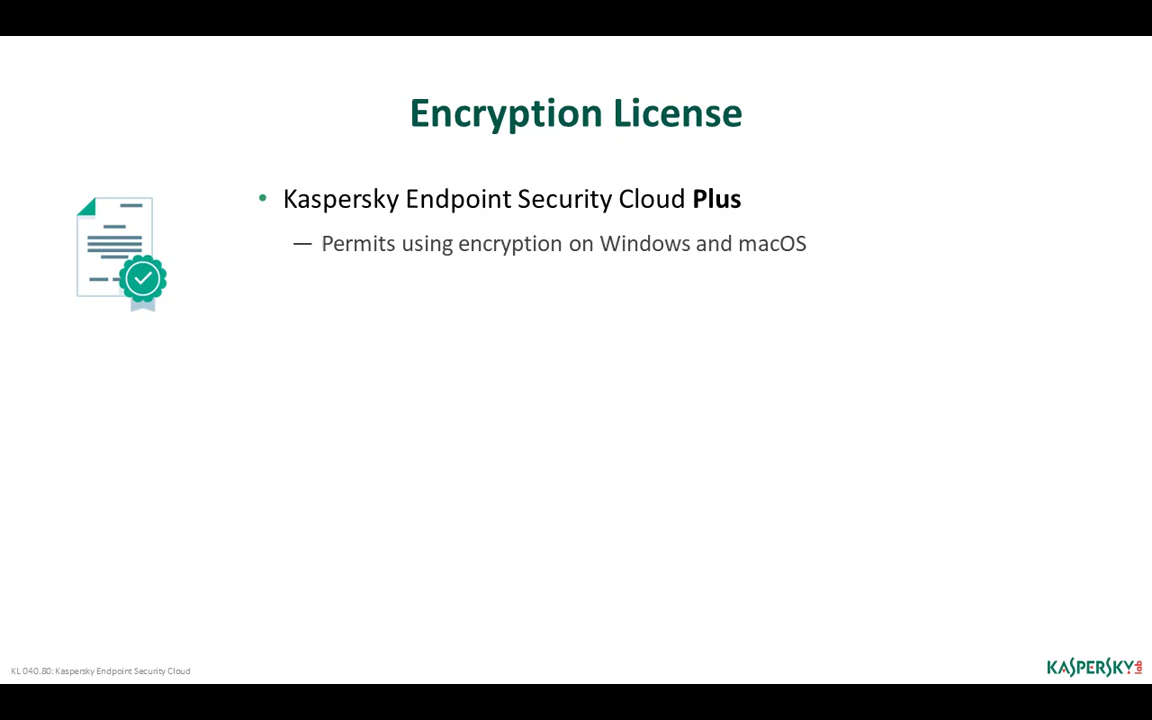 Encryption License
• Kaspersky Endpoint Security Cloud Plus
— Permits using encryption on Windows and macOS
KL 040.80: Kaspersky Endpoint Security Cloud
KASPERSKY lab